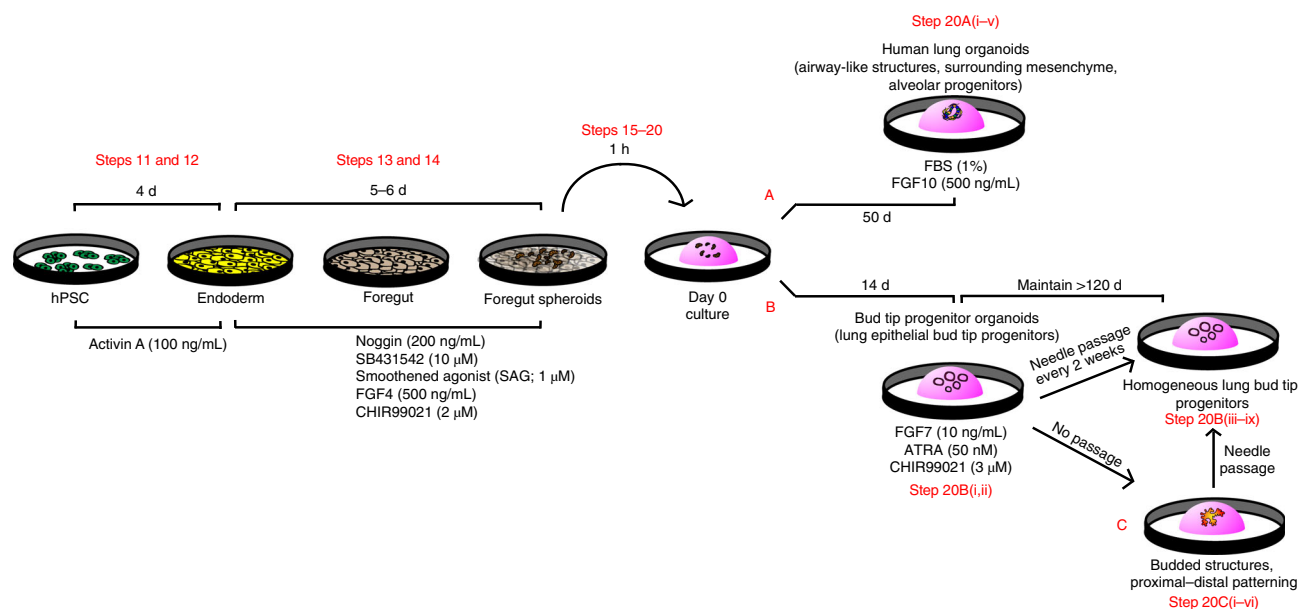 Steps 11 and 12
4 d
Steps 13 and 14
5–6 d
Steps 15–20
1 h
hPSC
Endoderm
Foregut
Foregut spheroids
Day 0
culture
Activin A (100 ng/mL)
Noggin (200 ng/mL)
SB431542 (10 μM)
Smoothened agonist (SAG; 1 μM)
FGF4 (500 ng/mL)
CHIR99021 (2 μM)
A
Step 20A(i–v)
Human lung organoids
(airway-like structures, surrounding mesenchyme,
alveolar progenitors)
FBS (1%)
FGF10 (500 ng/mL)
50 d
B
14 d
Maintain >120 d
Bud tip progenitor organoids
(lung epithelial bud tip progenitors)
FGF7 (10 ng/mL)
ATRA (50 nM)
CHIR99021 (3 μM)
Step 20B(i,ii)
Needle passage
every 2 weeks
Homogeneous lung bud tip
progenitors
Step 20B(iii–ix)
No passage
Needle
passage
C
Budded structures,
proximal–distal patterning
Step 20C(i–vi)